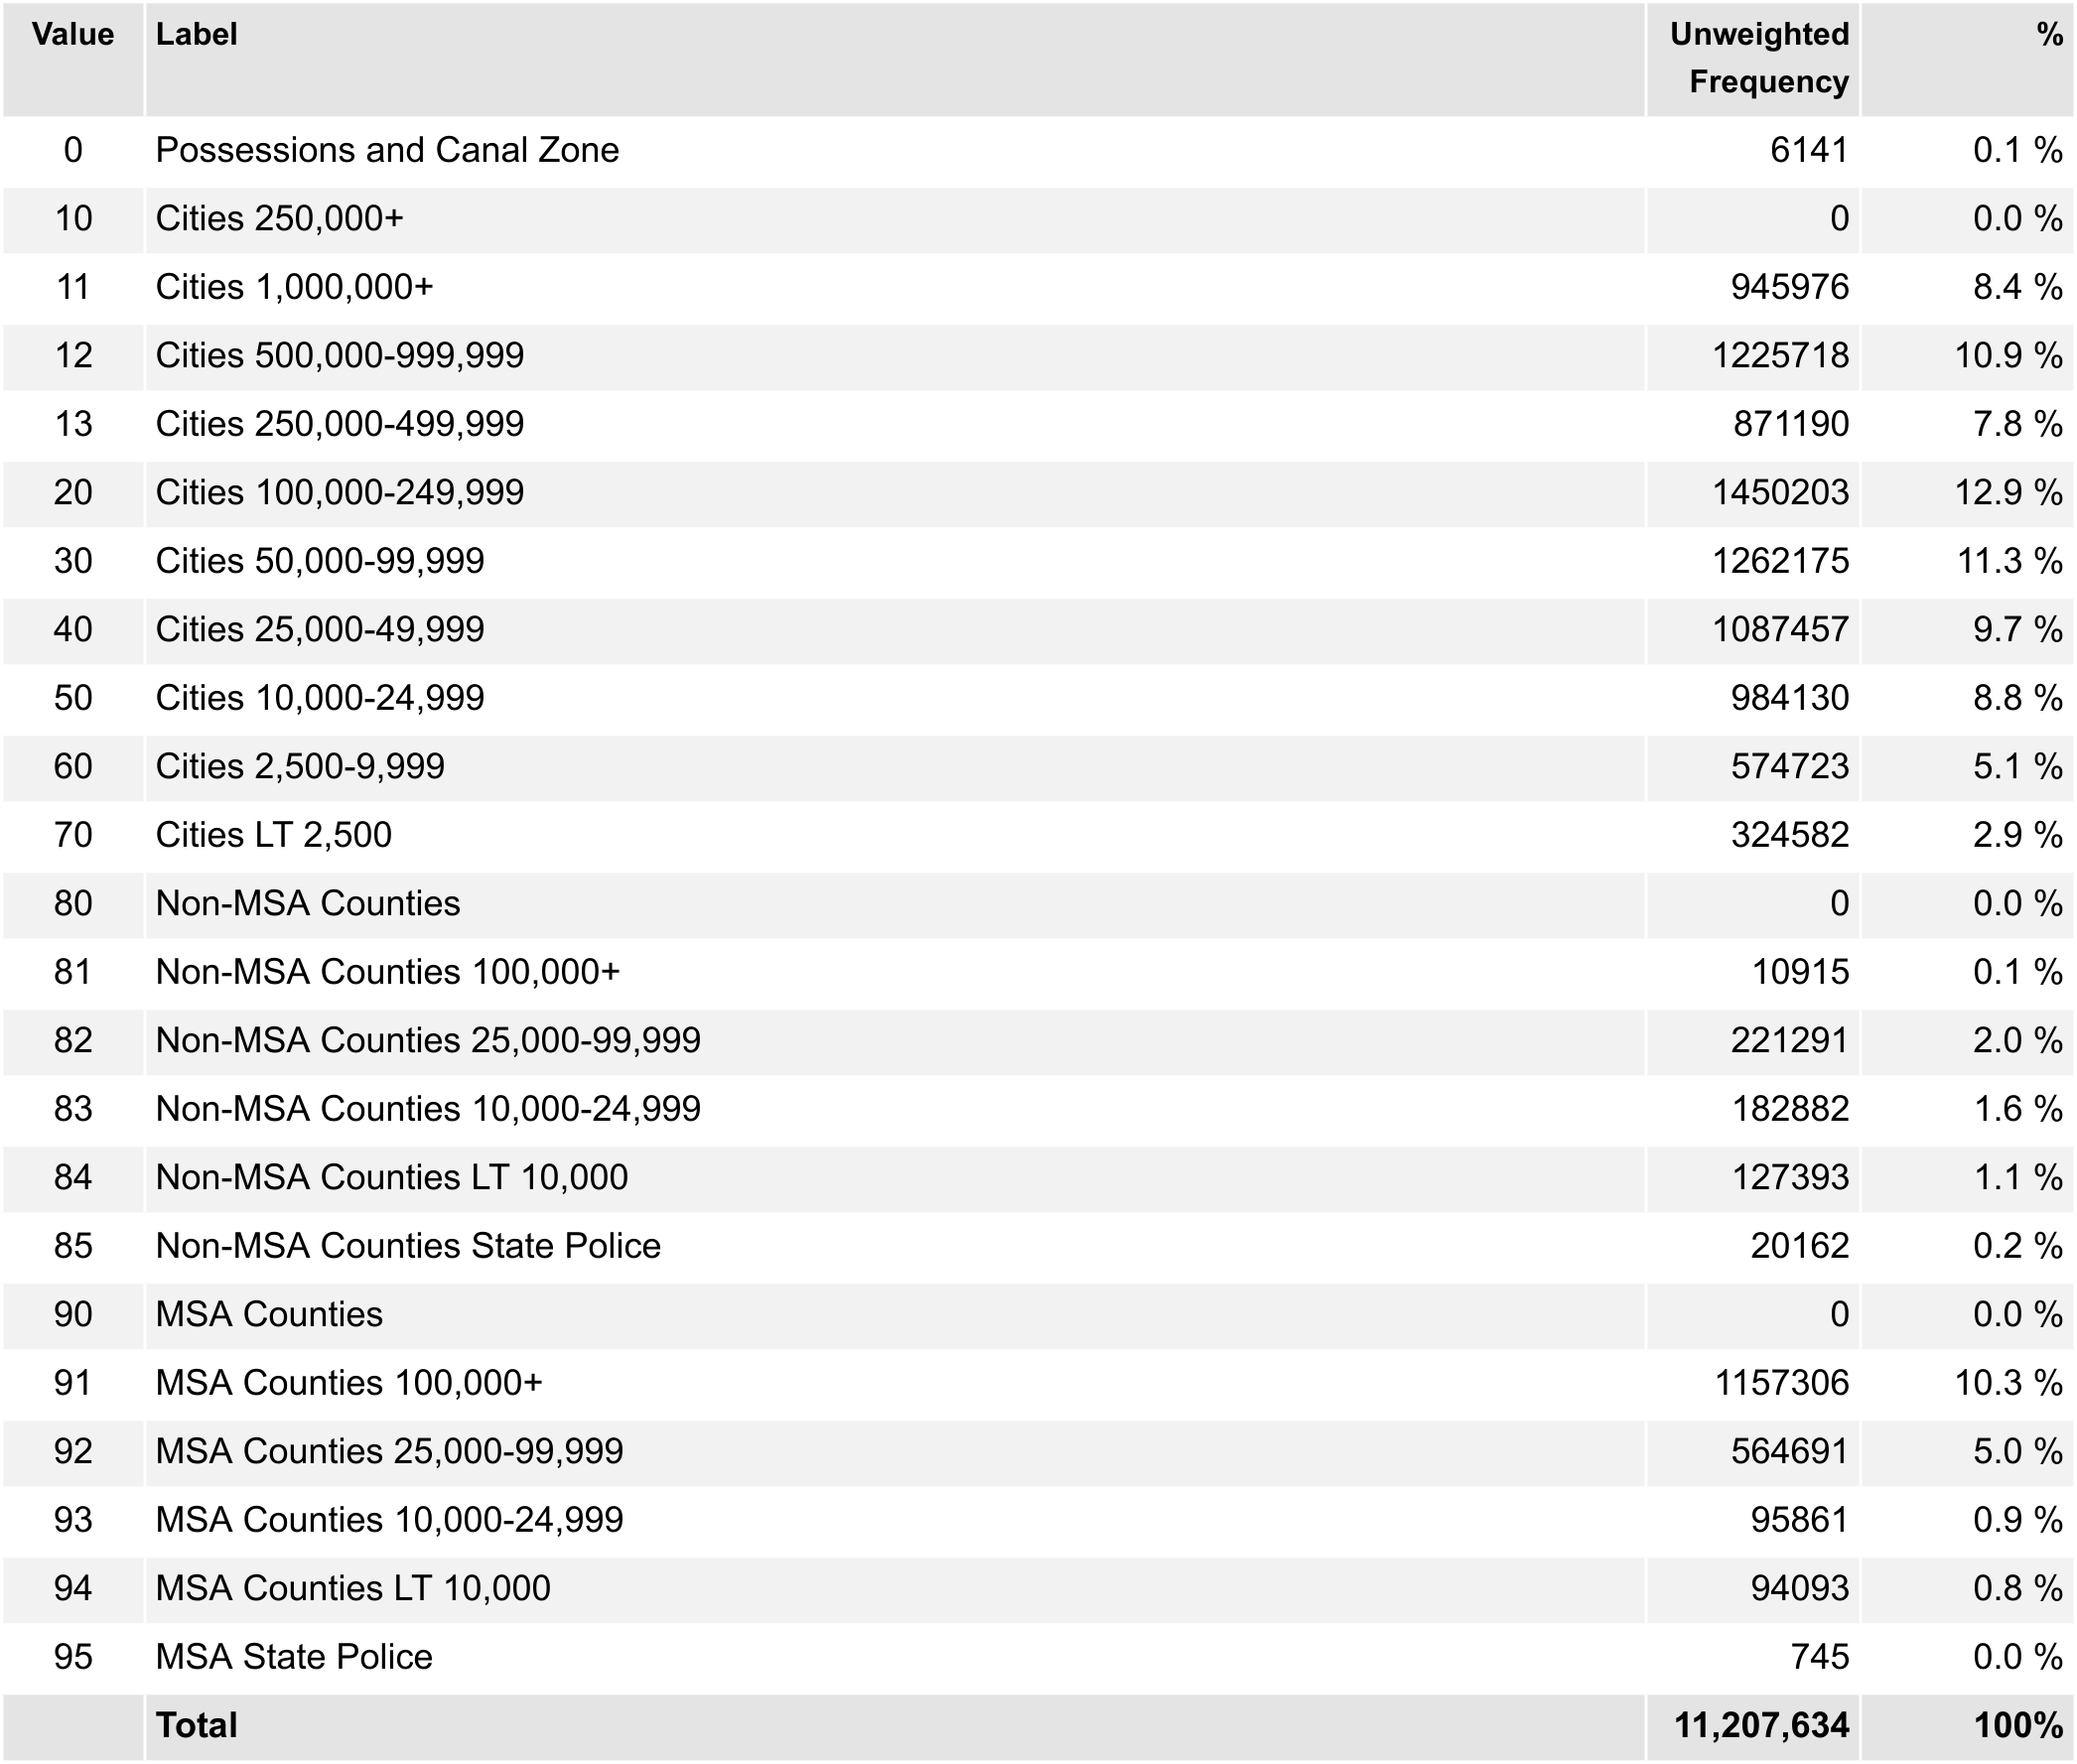 Value Label Unweighted Frequency %
0 Possessions and Canal Zone 6141 0.1 %
10 Cities 250,000+ 0 0.0 %
11 Cities 1,000,000+ 945976 8.4 %
12 Cities 500,000-999,999 1225718 10.9 %
13 Cities 250,000-499,999 871190 7.8 %
20 Cities 100,000-249,999 1450203 12.9 %
30 Cities 50,000-99,999 1262175 11.3 %
40 Cities 25,000-49,999 1087457 9.7 %
50 Cities 10,000-24,999 984130 8.8 %
60 Cities 2,500-9,999 574723 5.1 %
70 Cities LT 2,500 324582 2.9 %
80 Non-MSA Counties 0 0.0 %
81 Non-MSA Counties 100,000+ 10915 0.1 %
82 Non-MSA Counties 25,000-99,999 221291 2.0 %
83 Non-MSA Counties 10,000-24,999 182882 1.6 %
84 Non-MSA Counties LT 10,000 127393 1.1 %
85 Non-MSA Counties State Police 20162 0.2 %
90 MSA Counties 0 0.0 %
91 MSA Counties 100,000+ 1157306 10.3 %
92 MSA Counties 25,000-99,999 564691 5.0 %
93 MSA Counties 10,000-24,999 95861 0.9 %
94 MSA Counties LT 10,000 94093 0.8 %
95 MSA State Police 745 0.0 %
Total 11,207,634 100%